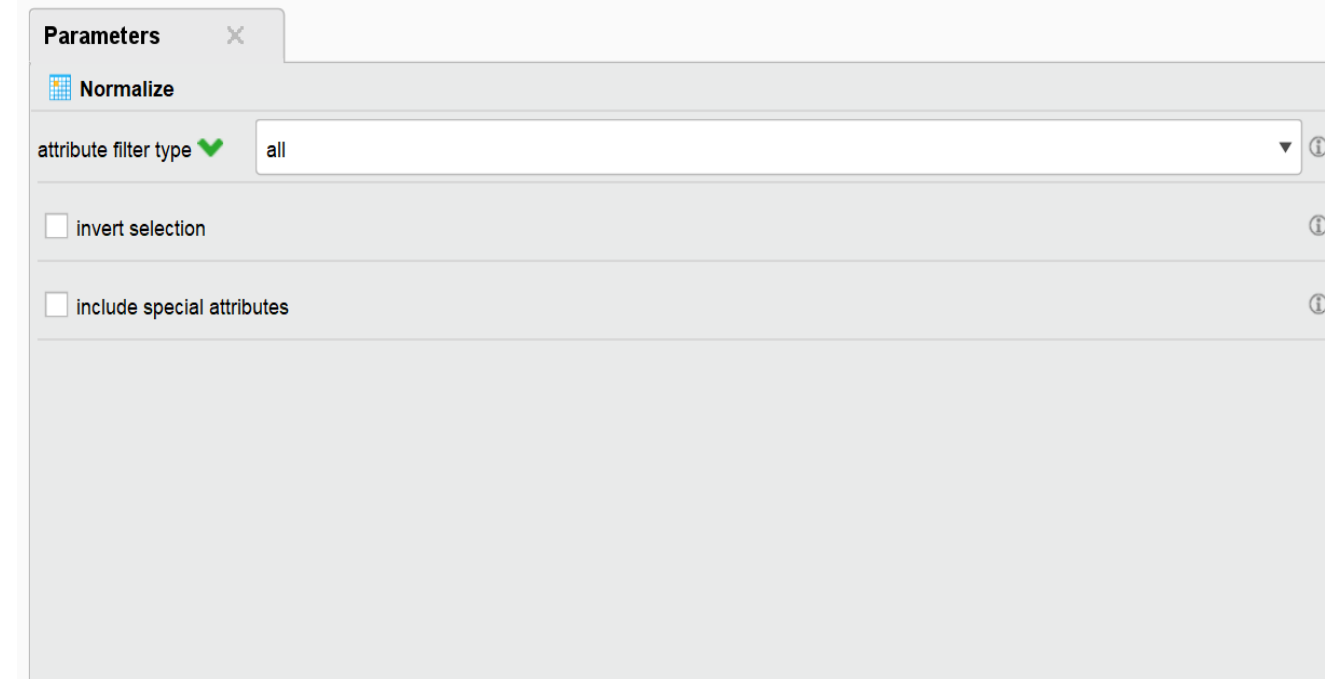 Parameters
Normalize
attribute filter type
all
invert selection
include special attributes